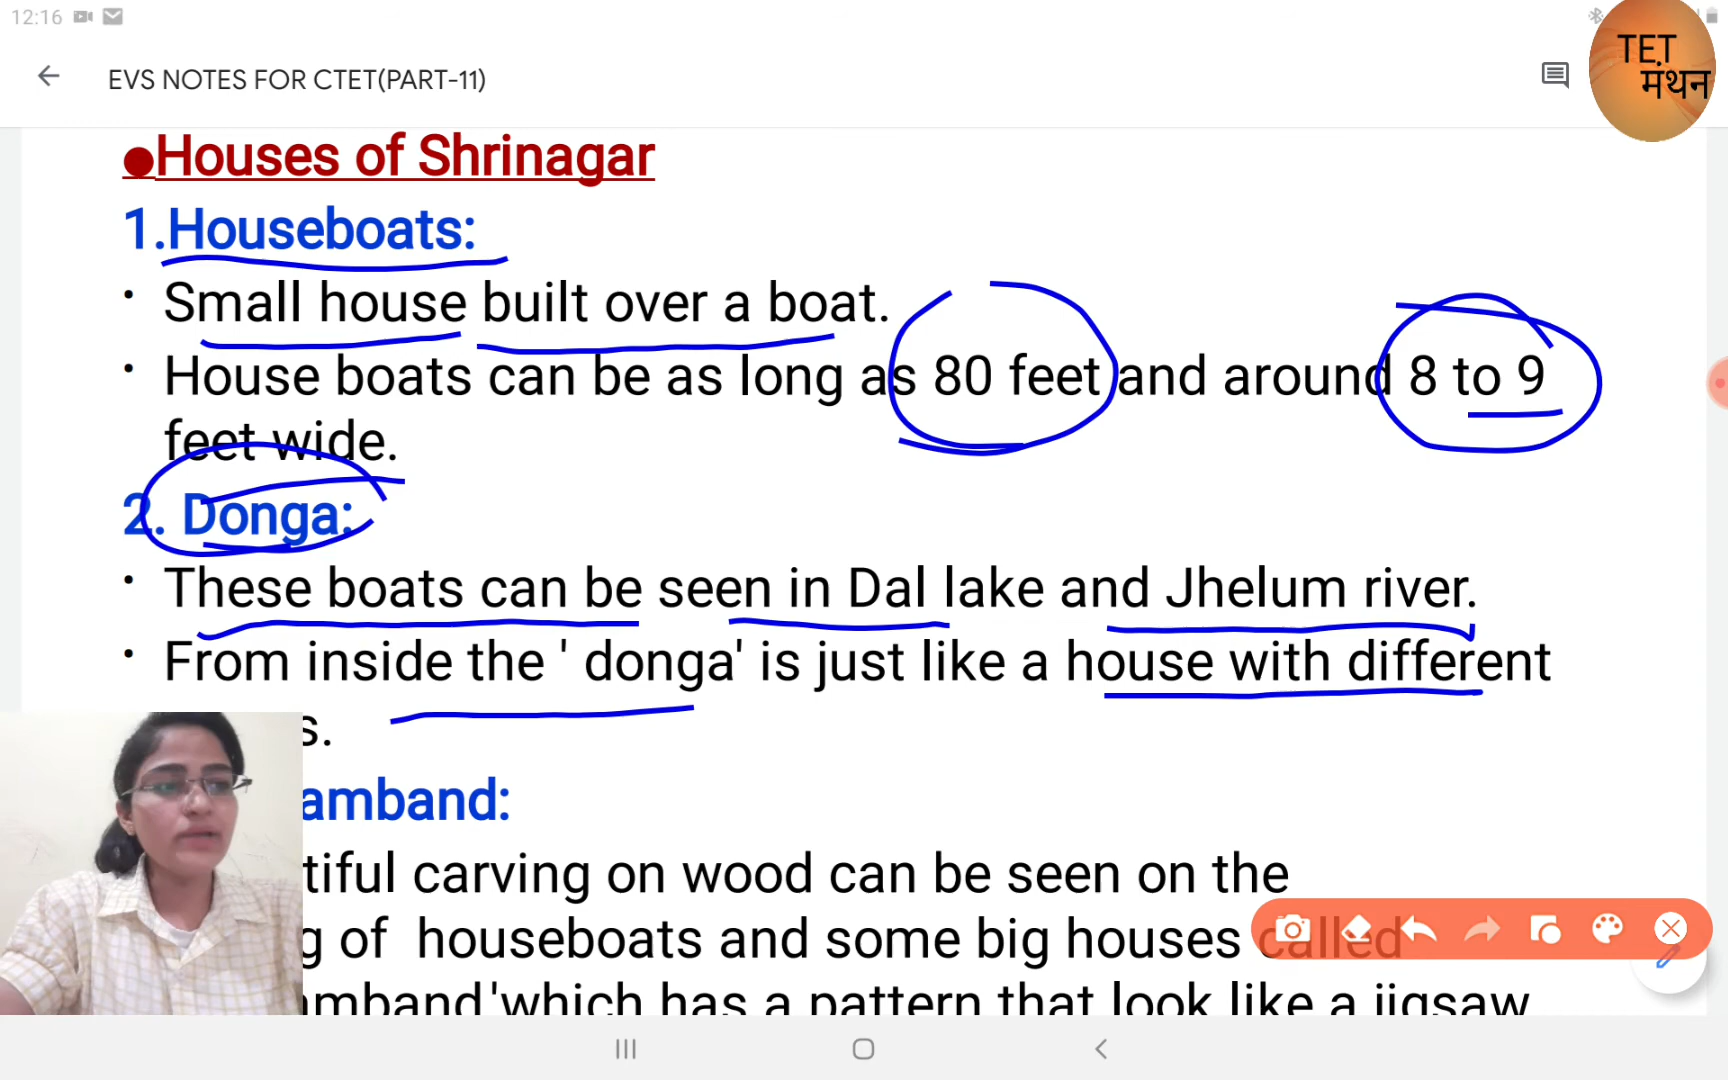 12:16
EVS NOTES FOR CTET(PART-11)
TET
मंथन
●Houses of Shrinagar
1.Houseboats:
• Small house built over a boat.
• House boats can be as long as 80 feet and around 8 to 9
feet wide.
2. Donga:
• These boats can be seen in Dal lake and Jhelum river.
• From inside the ' donga' is just like a house with different
s.
amband:
tiful carving on wood can be seen on the
g of houseboats and some big houses called
amband'which has a pattern that look like a jigsaw